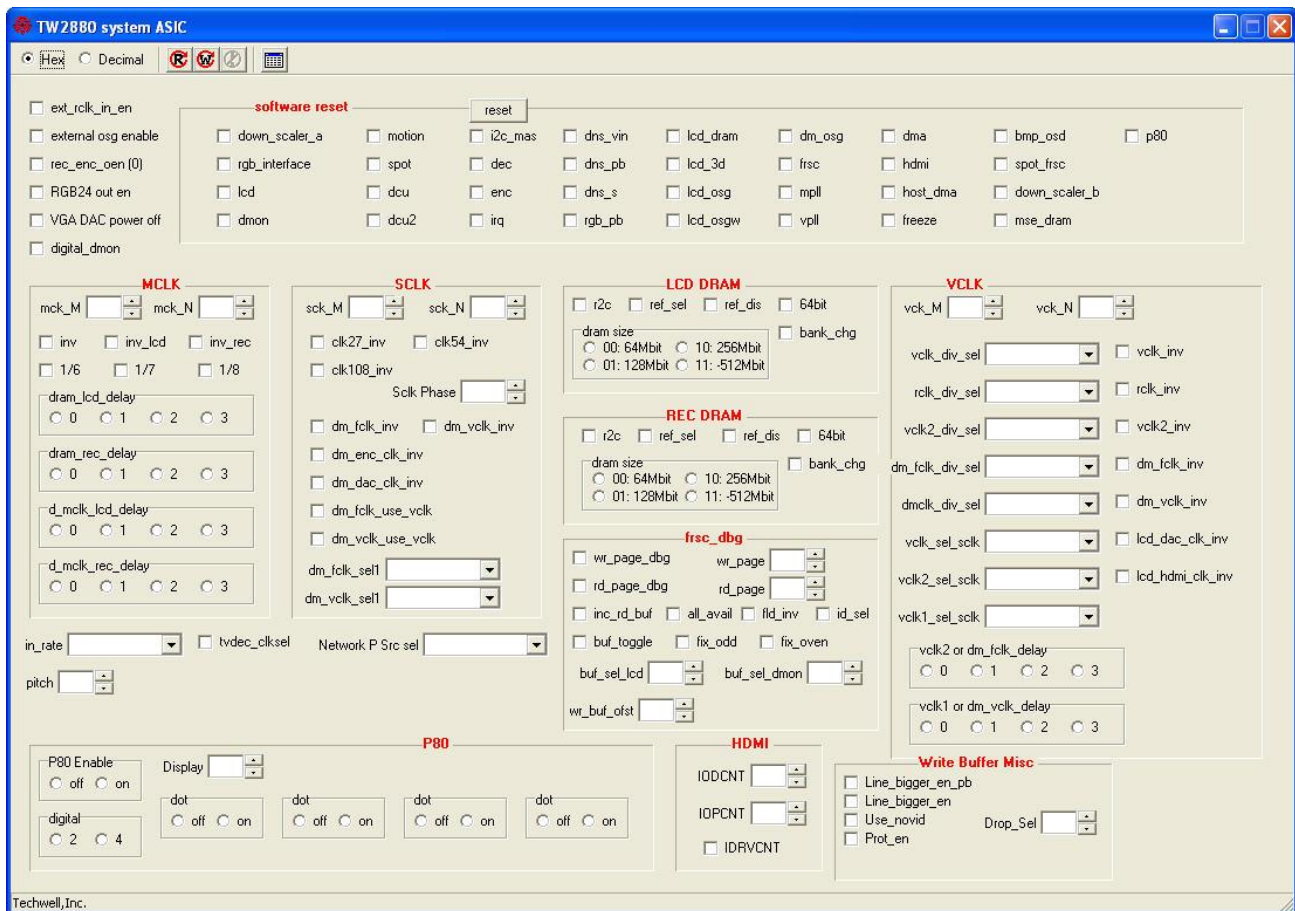 TW2880 system ASIC
Hex Decimal R W
ext_rclk_in_en
external osg enable
rec_enc_oen (0)
RGB24 out en
VGA DAC power off
digital_dmon
software reset reset
down_scaler_a motion i2c_mas dns_vin lcd_dram dm_osg dma bmp_osd p80
rgb_interface spot dec dns_pb lcd_3d frsc hdmi spot_frsc
lcd dcu enc dns_s lcd_osg mpll host_dma down_scaler_b
dmon dcu2 irq rgb_pb lcd_osgw vpll freeze mse_dram
MCLK
mck_M mck_N
inv inv_lcd inv_rec
1/6 1/7 1/8
dram_lcd_delay
0 1 2 3
dram_rec_delay
0 1 2 3
d_mclk_lcd_delay
0 1 2 3
d_mclk_rec_delay
0 1 2 3
SCLK
sck_M sck_N
clk27_inv clk54_inv
clk108_inv
Sclk Phase
dm_fclk_inv dm_vclk_inv
dm_enc_clk_inv
dm_dac_clk_inv
dm_fclk_use_vclk
dm_vclk_use_vclk
dm_fclk_sel1
dm_vclk_sel1
LCD DRAM
r2c ref_sel ref_dis 64bit
dram size
bank_chg
00: 64Mbit 10: 256Mbit
01: 128Mbit 11: -512Mbit
REC DRAM
r2c ref_sel ref_dis 64bit
dram size
bank_chg
00: 64Mbit 10: 256Mbit
01: 128Mbit 11: -512Mbit
frsc_dbg
wr_page_dbg wr_page
rd_page_dbg rd_page
inc_rd_buf all_avail fld_inv id_sel
buf_toggle fix_odd fix_oven
buf_sel_lcd buf_sel_dmon
wr_buf_ofst
VCLK
vck_M vck_N
vclk_div_sel vclk_inv
rclk_div_sel rclk_inv
vclk2_div_sel vclk2_inv
dm_fclk_div_sel dm_fclk_inv
dmclk_div_sel dm_vclk_inv
vclk_sel_sclk lcd_dac_clk_inv
vclk2_sel_sclk lcd_hdmi_clk_inv
vclk1_sel_sclk
vclk2 or dm_fclk_delay
0 1 2 3
vclk1 or dm_vclk_delay
0 1 2 3
in_rate tvdec_clksel Network P Src sel
pitch
P80
P80 Enable
off on
Display
digital
2 4
dot
off on
dot
off on
dot
off on
dot
off on
HDMI
IODCNT
IOPCNT
IDRVCNT
Write Buffer Misc
Line_bigger_en_pb
Line_bigger_en
Use_novid
Drop_Sel
Prot_en
Techwell,Inc.